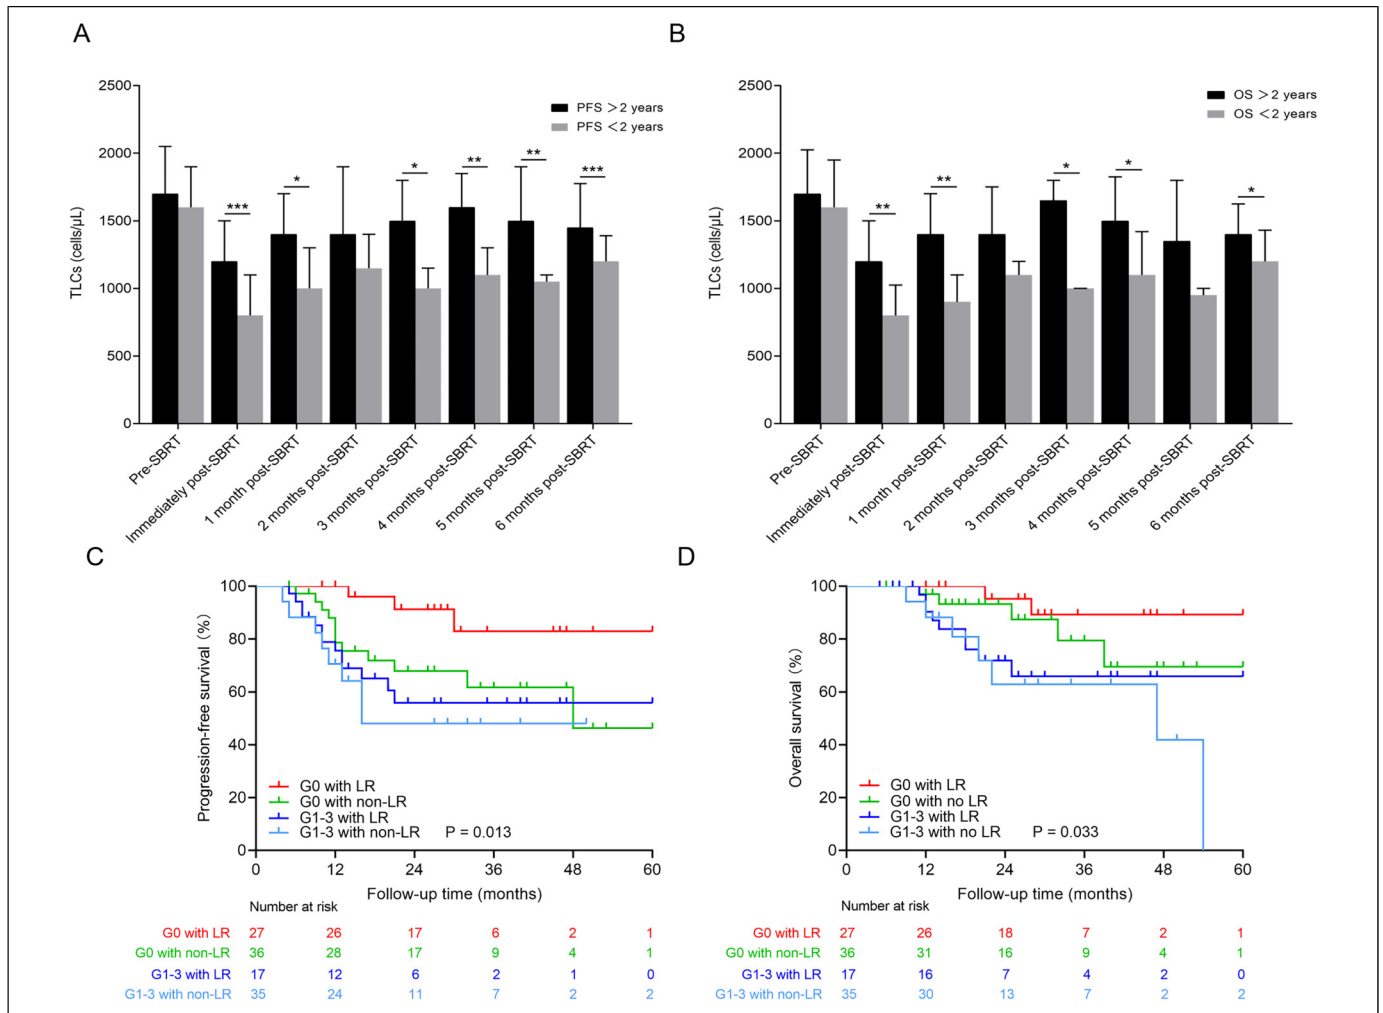 A
2500
2000
1500
1000
500
0
TLCs (cells/μL)
PFS ＞2 years
PFS ＜2 years
***
*
*
**
**
***
Pre-SBRT
Immediately post-SBRT
1 month post-SBRT
2 months post-SBRT
3 months post-SBRT
4 months post-SBRT
5 months post-SBRT
6 months post-SBRT
B
2500
2000
1500
1000
500
0
TLCs (cells/μL)
OS ＞2 years
OS ＜2 years
**
**
*
*
*
Pre-SBRT
Immediately post-SBRT
1 month post-SBRT
2 months post-SBRT
3 months post-SBRT
4 months post-SBRT
5 months post-SBRT
6 months post-SBRT
C
100
80
60
40
20
0
Progression-free survival (%)
G0 with LR
G0 with non-LR
G1-3 with LR
G1-3 with non-LR P = 0.013
0 12 24 36 48 60
Follow-up time (months)
Number at risk
G0 with LR 27 26 17 6 2 1
G0 with non-LR 36 28 17 9 4 1
G1-3 with LR 17 12 6 2 1 0
G1-3 with non-LR 35 24 11 7 2 2
D
100
80
60
40
20
0
Overall survival (%)
G0 with LR
G0 with no LR
G1-3 with LR
G1-3 with no LR P = 0.033
0 12 24 36 48 60
Follow-up time (months)
Number at risk
G0 with LR 27 26 18 7 2 1
G0 with non-LR 36 31 16 9 4 1
G1-3 with LR 17 16 7 4 2 0
G1-3 with non-LR 35 30 13 7 2 2